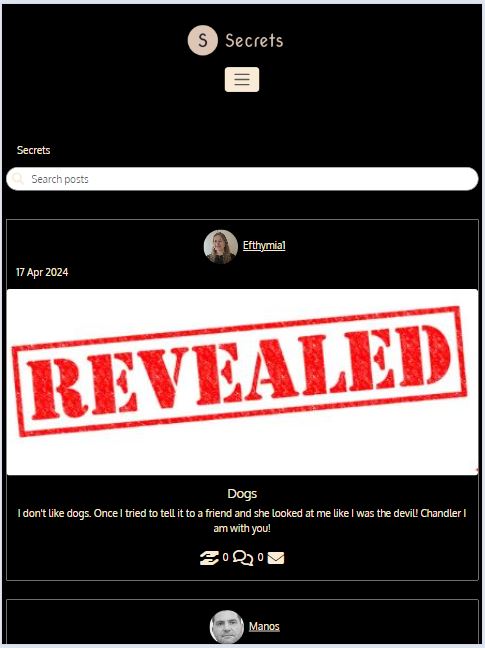 S Secrets
Secrets
Search posts
Efthymia1
17 Apr 2024
REVEALED
Dogs
I don't like dogs. Once I tried to tell it to a friend and she looked at me like I was the devil! Chandler I
am with you!
0 0
Manos